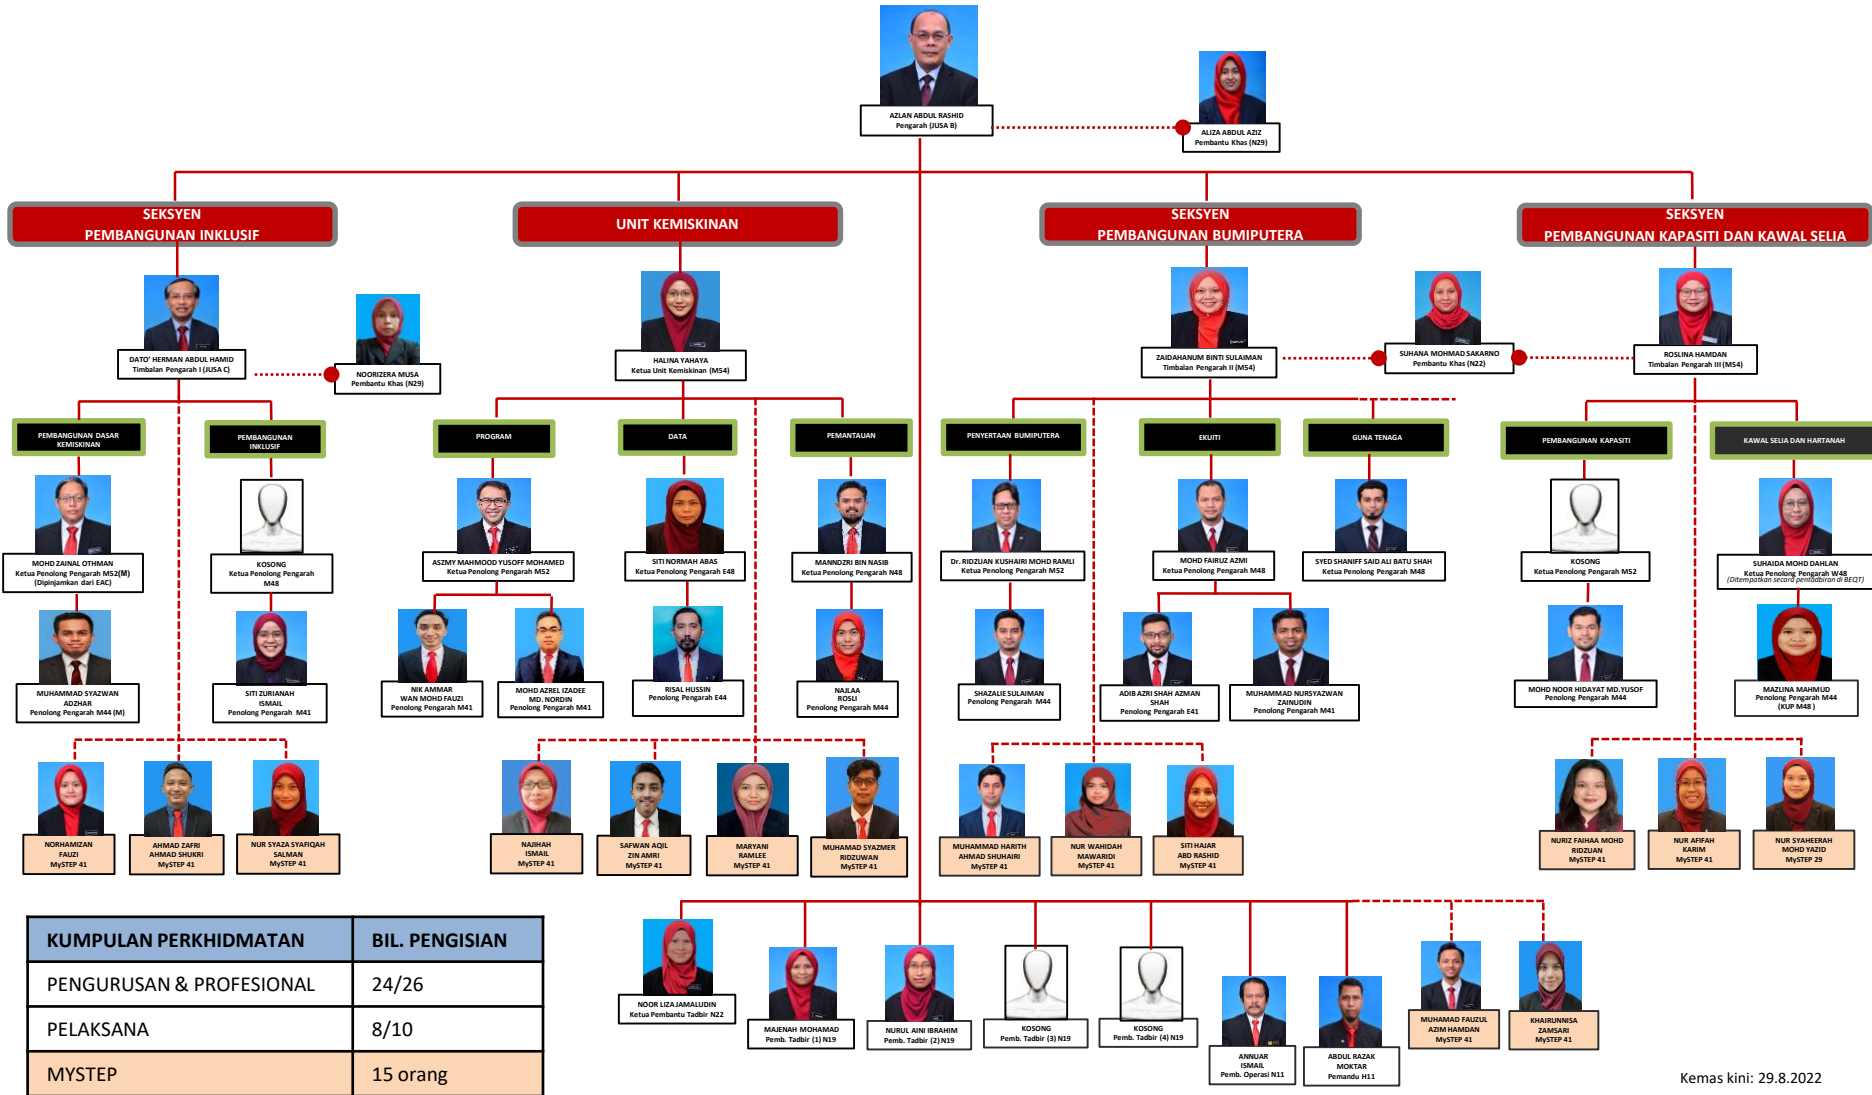 AZLAN ABDUL RASHID
Pengarah (JUSA B)
ALIZA ABDUL AZIZ
Pembantu Khas (N29)
SEKSYEN
PEMBANGUNAN INKLUSIF
UNIT KEMISKINAN
SEKSYEN
PEMBANGUNAN BUMIPUTERA
SEKSYEN
PEMBANGUNAN KAPASITI DAN KAWAL SELIA
DATO' HERMAN ABDUL HAMID
Timbalan Pengarah I (JUSA C)
NOORIZERA MUSA
Pembantu Khas (N29)
HALINA YAHAYA
Ketua Unit Kemiskinan (M54)
ZAIDAHANUM BINTI SULAIMAN
Timbalan Pengarah II (M54)
SUHANA MOHMAD SAKARNO
Pembantu Khas (N22)
ROSLINA HAMDAN
Timbalan Pengarah III (M54)
PEMBANGUNAN DASAR
KEMISKINAN
PEMBANGUNAN
INKLUSIF
PROGRAM
DATA
PEMANTAUAN
PENYERTAAN BUMIPUTERA
EKUITI
GUNA TENAGA
PEMBANGUNAN KAPASITI
KAWAL SELIA DAN HARTANAH
MOHD ZAINAL OTHMAN
Ketua Penolong Pengarah M52(M)
(Dipinjamkan dari EAC)
KOSONG
Ketua Penolong Pengarah
M48
ASZMY MAHMOOD YUSOFF MOHAMED
Ketua Penolong Pengarah M52
SITI NORMAH ABAS
Ketua Penolong Pengarah E48
MANNDZRI BIN NASIB
Ketua Penolong Pengarah N48
Dr. RIDZUAN KUSHAIRI MOHD RAMLI
Ketua Penolong Pengarah M52
MOHD FAIRUZ AZMI
Ketua Penolong Pengarah M48
SYED SHANIFF SAID ALI BATU SHAH
Ketua Penolong Pengarah M48
KOSONG
Ketua Penolong Pengarah M52
SUHAIDA MOHD DAHLAN
Ketua Penolong Pengarah W48
(Ditempatkan secara pentadbiran di BEQT)
MUHAMMAD SYAZWAN
ADZHAR
Penolong Pengarah M44 (M)
SITI ZURIANAH
ISMAIL
Penolong Pengarah M41
NIK AMMAR
WAN MOHD FAUZI
Penolong Pengarah M41
MOHD AZREL IZADEE
MD. NORDIN
Penolong Pengarah M41
RISAL HUSSIN
Penolong Pengarah E44
NAJLAA
ROSLI
Penolong Pengarah M44
SHAZALIE SULAIMAN
Penolong Pengarah M44
ADIB AZRI SHAH AZMAN
SHAH
Penolong Pengarah E41
MUHAMMAD NURSYAZWAN
ZAINUDIN
Penolong Pengarah M41
MOHD NOOR HIDAYAT MD.YUSOF
Penolong Pengarah M44
MAZLINA MAHMUD
Penolong Pengarah M44
(KUP M48 )
NORHAMIZAN
FAUZI
MySTEP 41
AHMAD ZAFRI
AHMAD SHUKRI
MySTEP 41
NUR SYAZA SYAFIQAH
SALMAN
MySTEP 41
NAJIHAH
ISMAIL
MySTEP 41
SAFWAN AQIL
ZIN AMRI
MySTEP 41
MARYANI
RAMLEE
MySTEP 41
MUHAMAD SYAZMER
RIDZUWAN
MySTEP 41
MUHAMMAD HARITH
AHMAD SHUHAIRI
MySTEP 41
NUR WAHIDAH
MAWARIDI
MySTEP 41
SITI HAJAR
ABD RASHID
MySTEP 41
NURIZ FAIHAA MOHD
RIDZUAN
MySTEP 41
NUR AFIFAH
KARIM
MySTEP 41
NUR SYAHEERAH
MOHD YAZID
MySTEP 29
KUMPULAN PERKHIDMATAN BIL. PENGISIAN
PENGURUSAN & PROFESIONAL 24/26
PELAKSANA 8/10
MYSTEP 15 orang
NOOR LIZA JAMALUDIN
Ketua Pembantu Tadbir N22
MAJENAH MOHAMAD
Pemb. Tadbir (1) N19
NURUL AINI IBRAHIM
Pemb. Tadbir (2) N19
KOSONG
Pemb. Tadbir (3) N19
KOSONG
Pemb. Tadbir (4) N19
ANNUAR
ISMAIL
Pemb. Operasi N11
ABDUL RAZAK
MOKTAR
Pemandu H11
MUHAMAD FAUZUL
AZIM HAMDAN
MySTEP 41
KHAIRUNNISA
ZAMSARI
MySTEP 41
Kemas kini: 29.8.2022